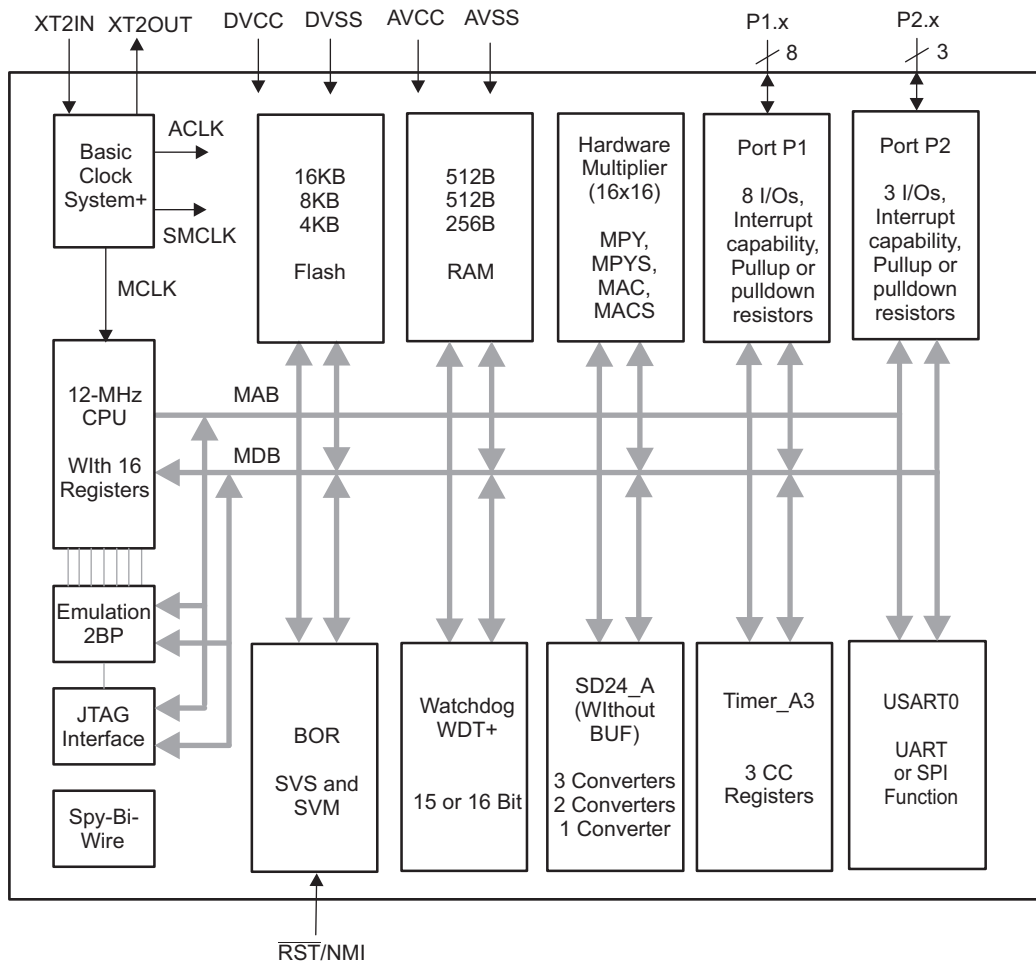 XT2IN XT2OUT DVCC DVSS AVCC AVSS P1.x P2.x
8 3
Basic
Clock
System+
ACLK
SMCLK
MCLK
16KB
8KB
4KB
Flash
512B
512B
256B
RAM
Hardware
Multiplier
(16x16)
MPY,
MPYS,
MAC,
MACS
Port P1
8 I/Os,
Interrupt
capability,
Pullup or
pulldown
resistors
Port P2
3 I/Os,
Interrupt
capability,
Pullup or
pulldown
resistors
12-MHz
CPU
WIth 16
Registers
MAB
MDB
Emulation
2BP
JTAG
Interface
Spy-Bi-
Wire
BOR
SVS and
SVM
Watchdog
WDT+
15 or 16 Bit
SD24_A
(WIthout
BUF)
3 Converters
2 Converters
1 Converter
Timer_A3
3 CC
Registers
USART0
UART
or SPI
Function
RST/NMI